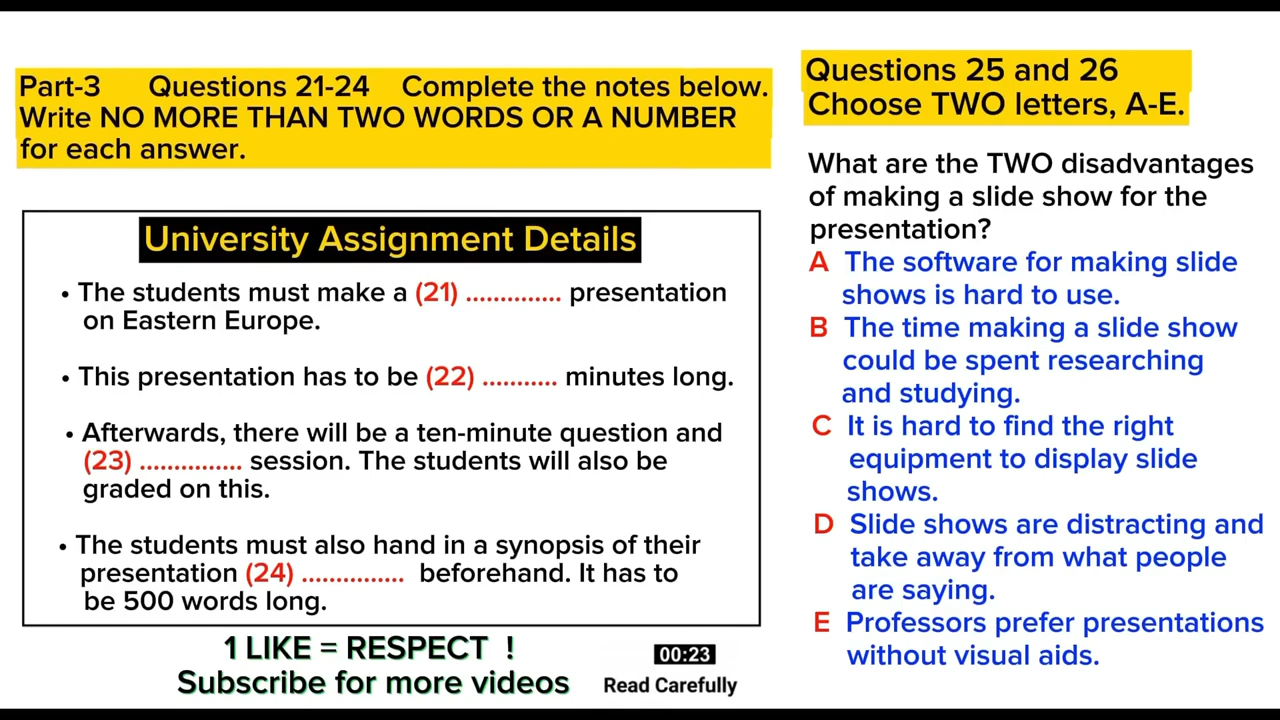 Part-3 Questions 21-24 Complete the notes below.
Write NO MORE THAN TWO WORDS OR A NUMBER
for each answer.
University Assignment Details
• The students must make a (21) .............. presentation
on Eastern Europe.
• This presentation has to be (22) ........... minutes long.
• Afterwards, there will be a ten-minute question and
(23) ............... session. The students will also be
graded on this.
• The students must also hand in a synopsis of their
presentation (24) ............... beforehand. It has to
be 500 words long.
1 LIKE = RESPECT !
Subscribe for more videos
00:23
Read Carefully
Questions 25 and 26
Choose TWO letters, A-E.
What are the TWO disadvantages
of making a slide show for the
presentation?
A The software for making slide
shows is hard to use.
B The time making a slide show
could be spent researching
and studying.
C It is hard to find the right
equipment to display slide
shows.
D Slide shows are distracting and
take away from what people
are saying.
E Professors prefer presentations
without visual aids.